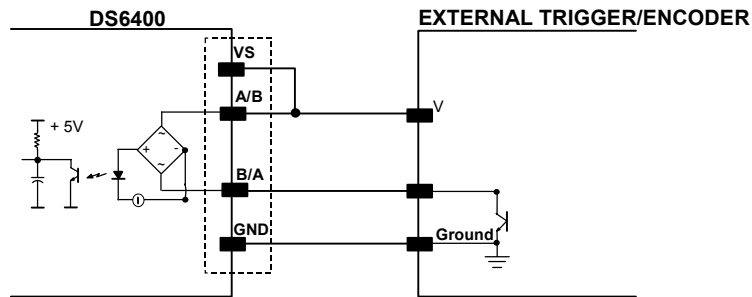 DS6400
EXTERNAL TRIGGER/ENCODER
VS
A/B
V
+ 5V
~
+ -
~
B/A
I
GND
Ground